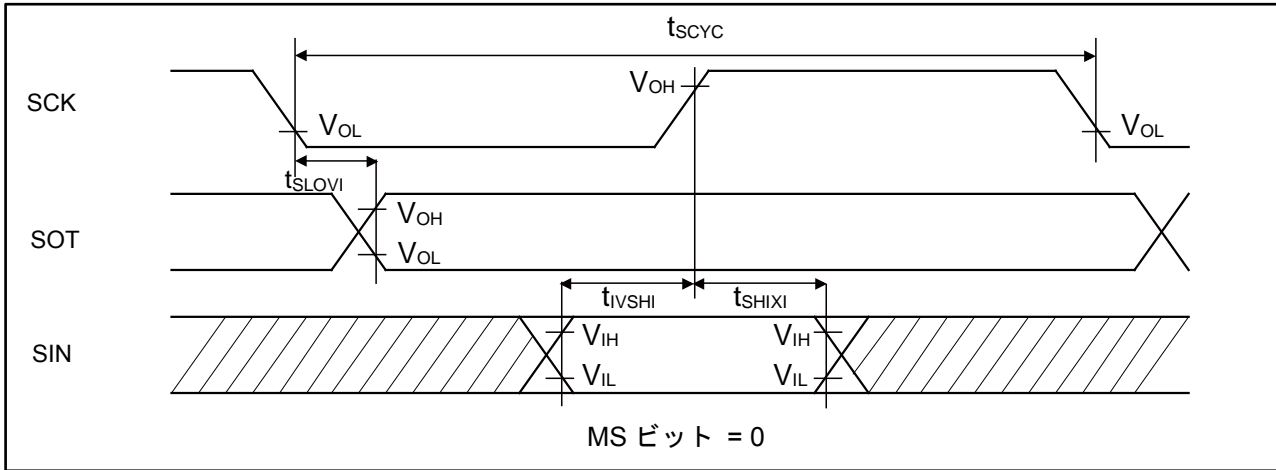 tSCYC
SCK
VOH
VOL
VOL
tSLOVI
SOT
VOH
VOL
tIVSHI
tSHIXI
SIN
VIH
VIH
VIL
VIL
MS ビット = 0